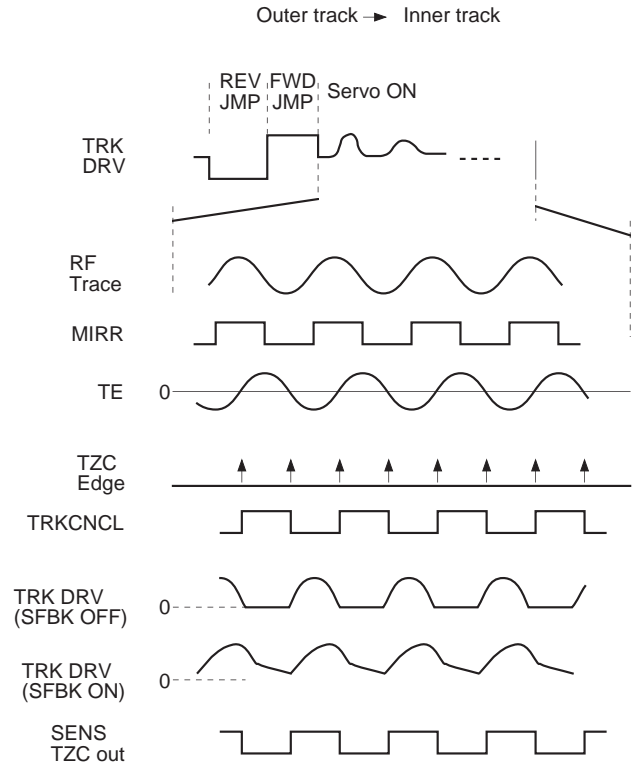 Outer track → Inner track
REV JMP
FWD JMP
Servo ON
TRK DRV
RF Trace
MIRR
TE
0
TZC Edge
TRKCNCL
TRK DRV (SFBK OFF)
0
TRK DRV (SFBK ON)
0
SENS TZC out